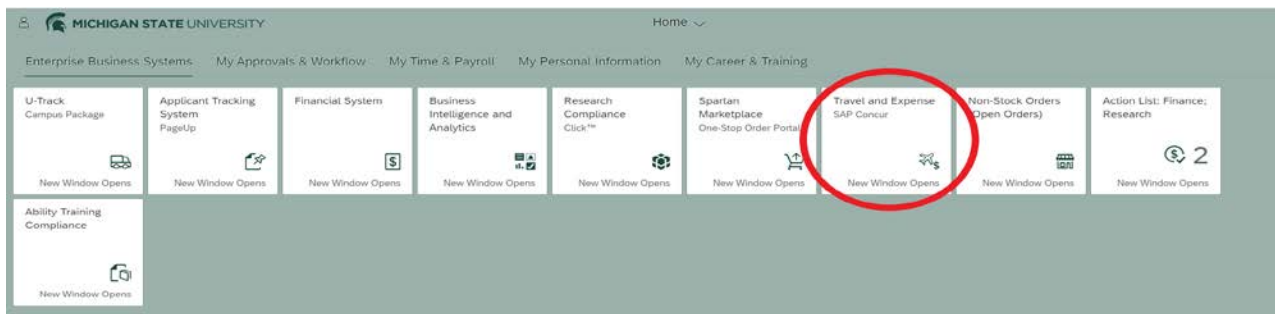 MICHIGAN STATE UNIVERSITY
Home
Enterprise Business Systems My Approvals & Workflow My Time & Payroll My Personal Information My Career & Training
U-Track
Campus Package
New Window Opens
Applicant Tracking
System
PageUp
New Window Opens
Financial System
New Window Opens
Business
Intelligence and
Analytics
New Window Opens
Research
Compliance
Click™
New Window Opens
Spartan
Marketplace
One-Stop Order Portal
New Window Opens
Travel and Expense
SAP Concur
New Window Opens
Non-Stock Orders
(Open Orders)
New Window Opens
Action List: Finance;
Research
2
New Window Opens
Ability Training
Compliance
New Window Opens